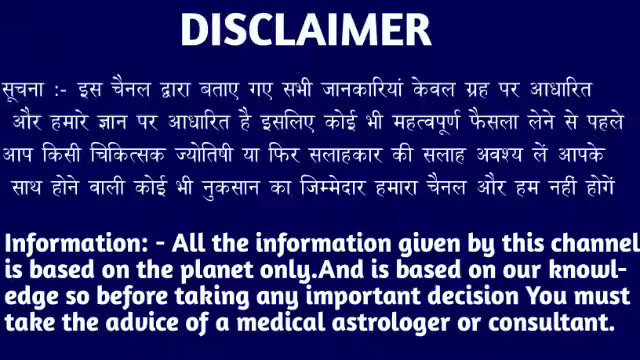 DISCLAIMER
सूचना :- इस चैनल द्वारा बताए गए सभी जानकारियां केवल ग्रह पर आधारित
और हमारे ज्ञान पर आधारित है इसलिए कोई भी महत्वपूर्ण फैसला लेने से पहले
आप किसी चिकित्सक ज्योतिषी या फिर सलाहकार की सलाह अवश्य लें आपके
साथ होने वाली कोई भी नुकसान का जिम्मेदार हमारा चैनल और हम नहीं होगें
Information: - All the information given by this channel
is based on the planet only.And is based on our knowl-
edge so before taking any important decision You must
take the advice of a medical astrologer or consultant.